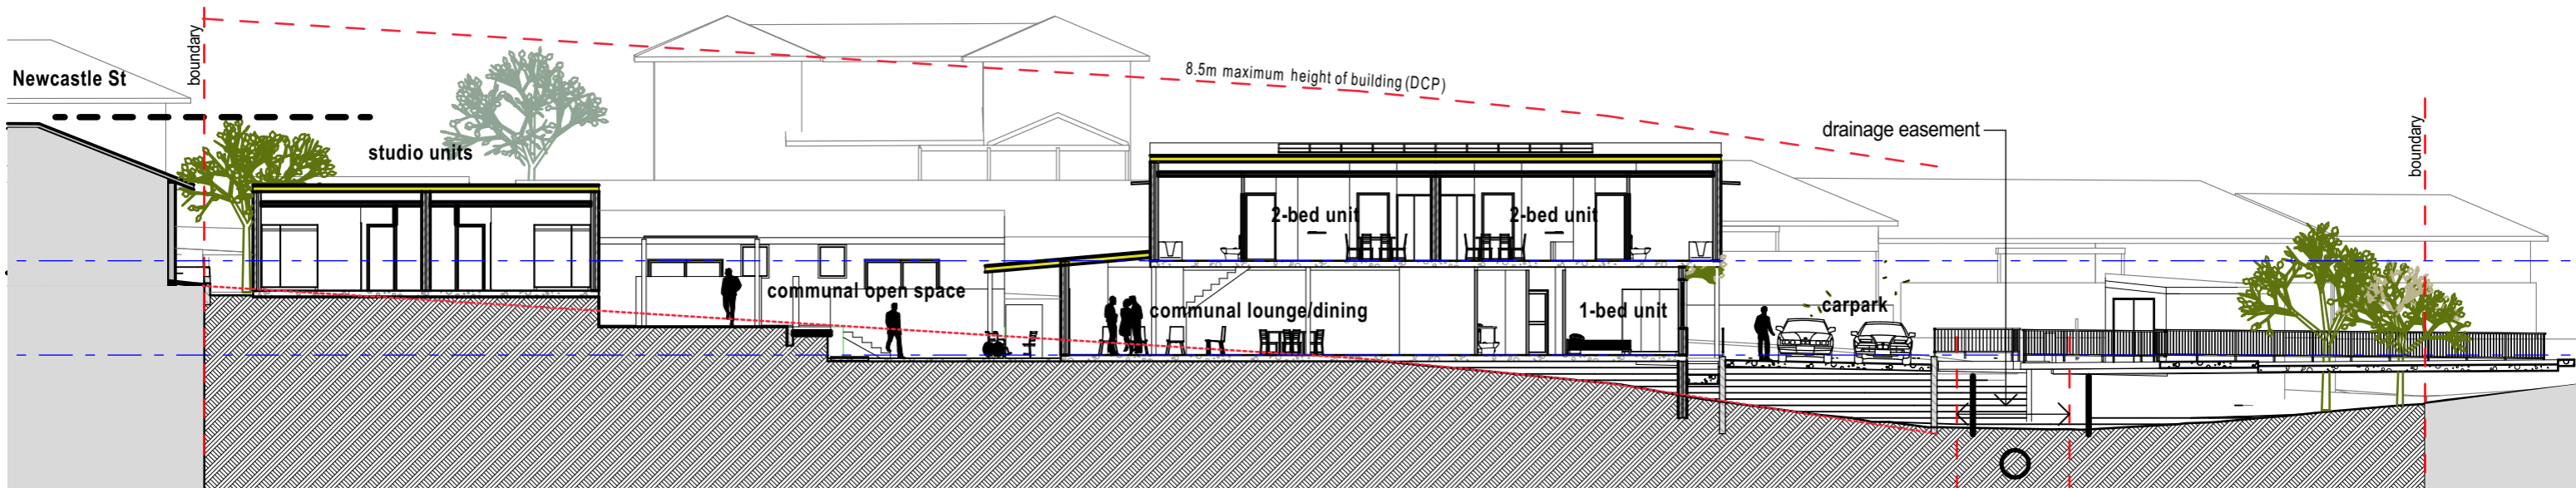 Newcastle St
boundary
studio units
8.5m maximum height of building (DCP)
drainage easement
boundary
2-bed unit
2-bed unit
communal open space
communal lounge/dining
1-bed unit
carpark